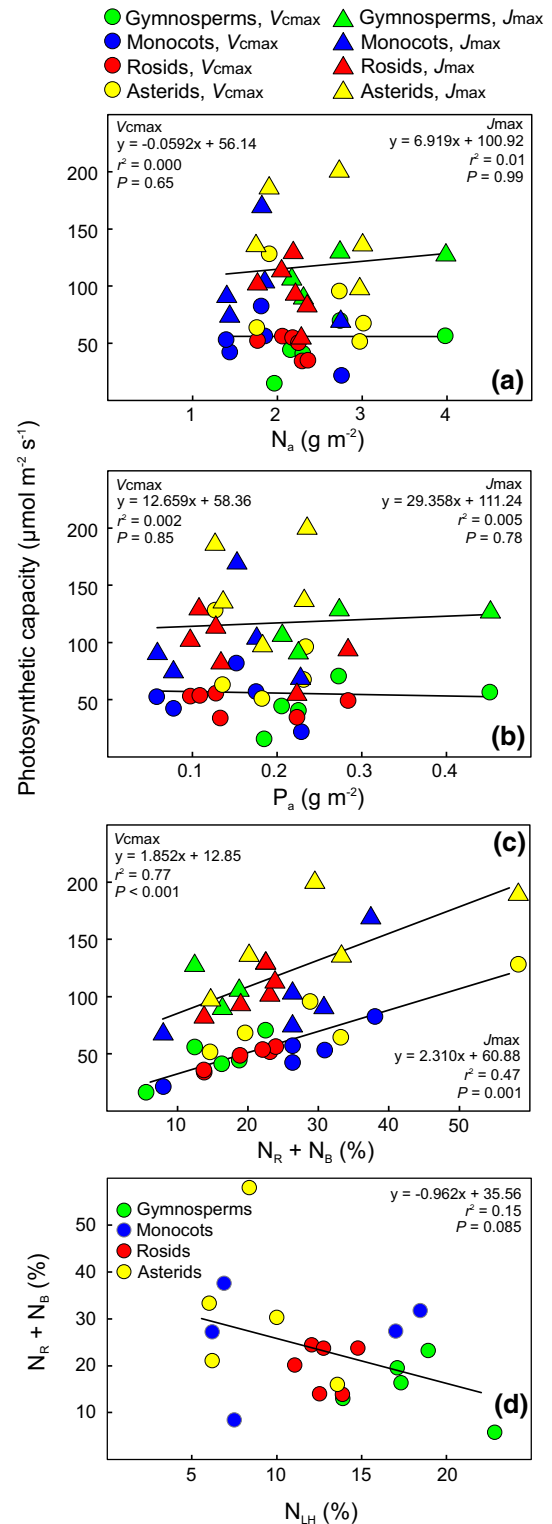 Gymnosperms, Vcmax
Gymnosperms, Jmax
Monocots, Vcmax
Monocots, Jmax
Rosids, Vcmax
Rosids, Jmax
Asterids, Vcmax
Asterids, Jmax
Photosynthetic capacity (µmol m⁻² s⁻¹)
Vcmax
y = -0.0592x + 56.14
r² = 0.000
P = 0.65
Jmax
y = 6.919x + 100.92
r² = 0.01
P = 0.99
200
150
100
50
(a)
1 2 3 4
Nₐ (g m⁻²)
Vcmax
y = 12.659x + 58.36
r² = 0.002
P = 0.85
Jmax
y = 29.358x + 111.24
r² = 0.005
P = 0.78
200
150
100
50
(b)
0.1 0.2 0.3 0.4
Pₐ (g m⁻²)
Vcmax
y = 1.852x + 12.85
r² = 0.77
P < 0.001
(c)
200
150
100
50
Jmax
y = 2.310x + 60.88
r² = 0.47
P = 0.001
10 20 30 40 50
N_R + N_B (%)
Gymnosperms
Monocots
Rosids
Asterids
y = -0.962x + 35.56
r² = 0.15
P = 0.085
N_R + N_B (%)
50
40
30
20
10
(d)
5 10 15 20
N_LH (%)